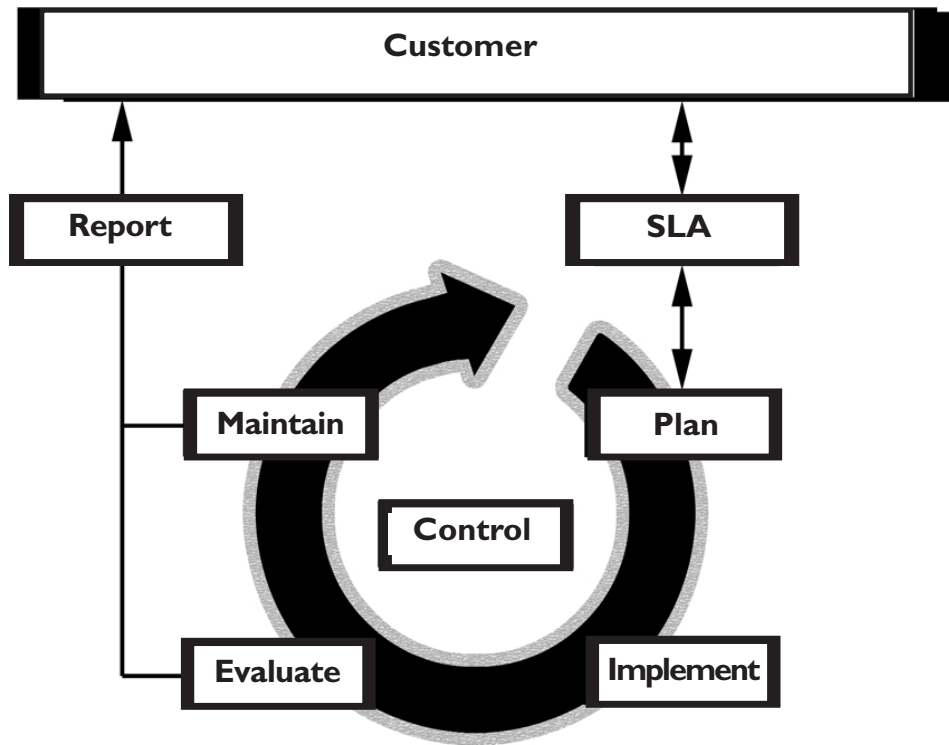 Customer
Report
SLA
Maintain
Plan
Control
Evaluate
Implement